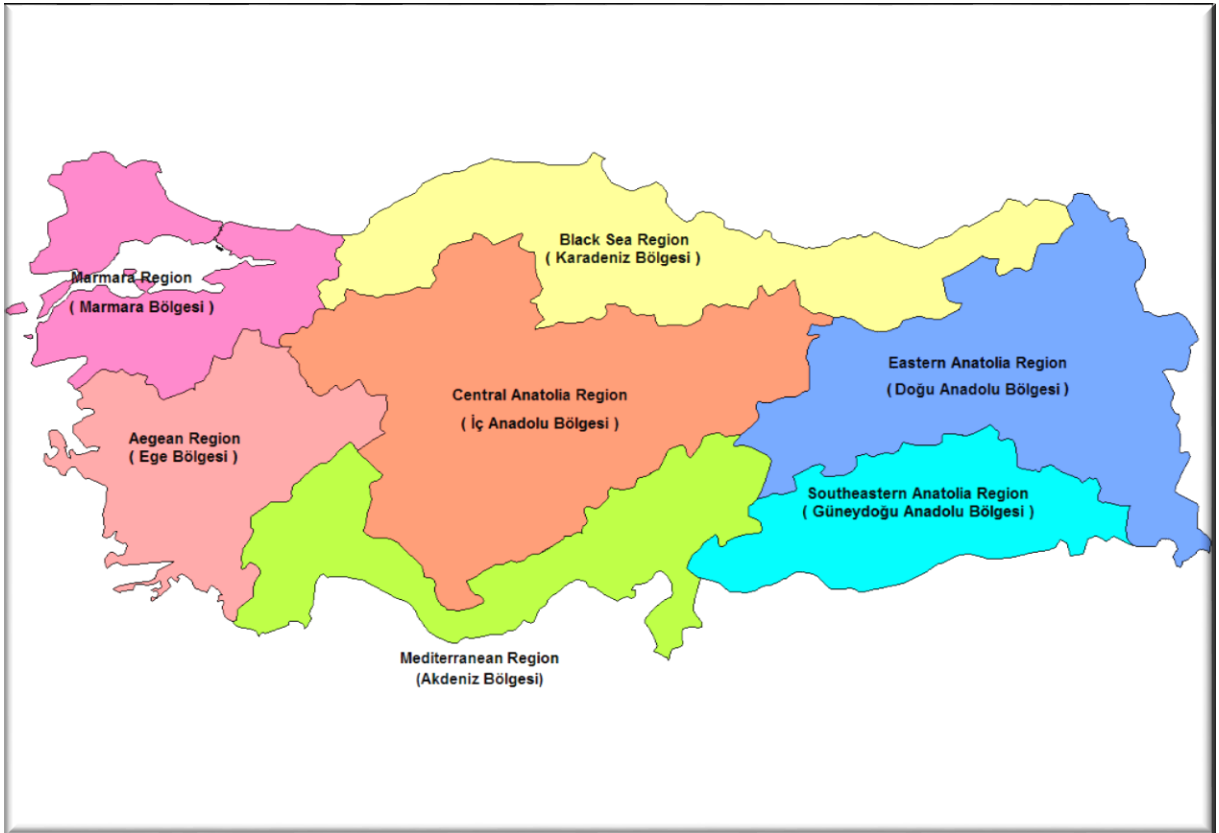 Black Sea Region
( Karadeniz Bölgesi )
Marmara Region
( Marmara Bölgesi )
Eastern Anatolia Region
( Doğu Anadolu Bölgesi )
Central Anatolia Region
( İç Anadolu Bölgesi )
Aegean Region
( Ege Bölgesi )
Southeastern Anatolia Region
( Güneydoğu Anadolu Bölgesi )
Mediterranean Region
(Akdeniz Bölgesi)